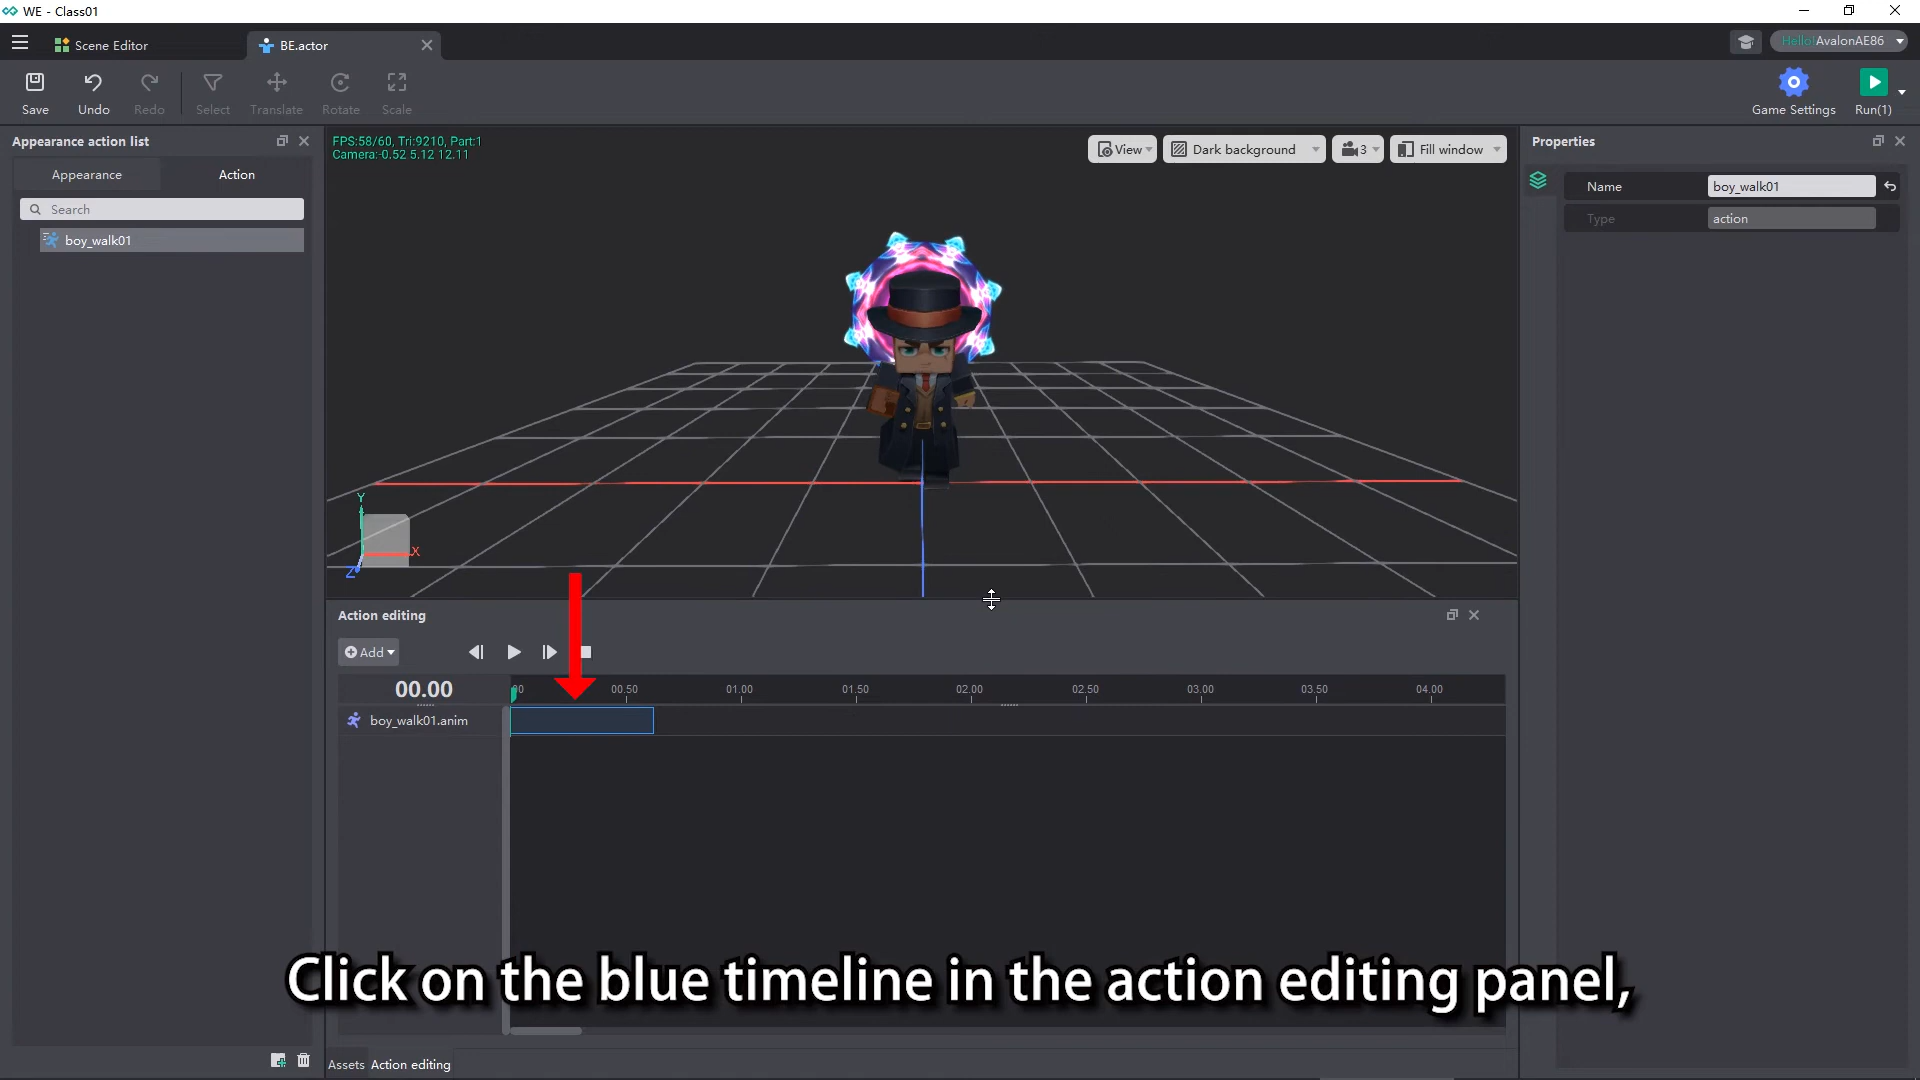 WE - Class01
Scene Editor
BE.actor
Hello! AvalonAE86
Save
Undo
Redo
Select
Translate
Rotate
Scale
Game Settings
Run(1)
Appearance action list
Appearance
Action
Search
boy_walk01
FPS:58/60, Tri:9210, Part:1
Camera:-0.52 5.12 12.11
View
Dark background
3
Fill window
Y
X
Z
Properties
Name
boy_walk01
Type
action
Action editing
Add
00.00
00.50
01.00
01.50
02.00
02.50
03.00
03.50
04.00
boy_walk01.anim
Click on the blue timeline in the action editing panel,
Assets
Action editing